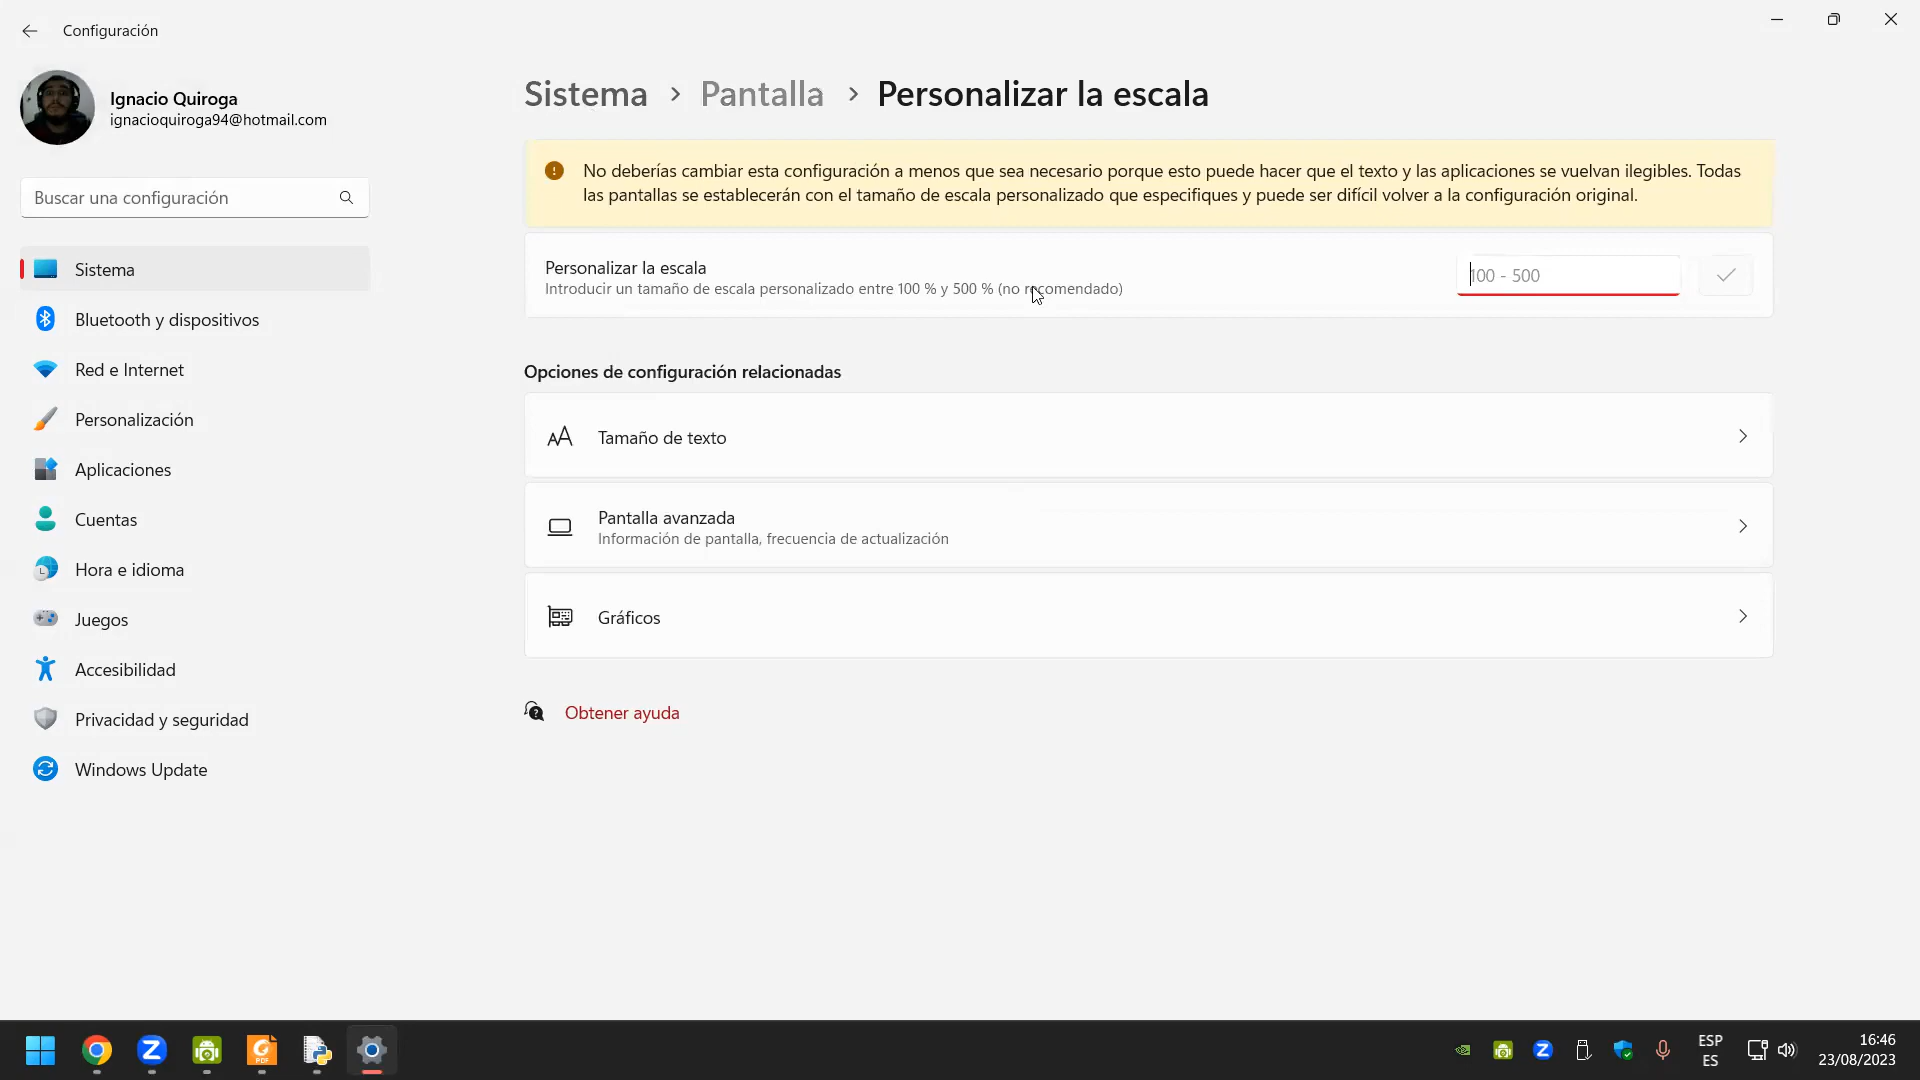 Configuración
Ignacio Quiroga
ignacioquiroga94@hotmail.com
Buscar una configuración
Sistema
Bluetooth y dispositivos
Red e Internet
Personalización
Aplicaciones
Cuentas
Hora e idioma
Juegos
Accesibilidad
Privacidad y seguridad
Windows Update
Sistema > Pantalla > Personalizar la escala
No deberías cambiar esta configuración a menos que sea necesario porque esto puede hacer que el texto y las aplicaciones se vuelvan ilegibles. Todas
las pantallas se establecerán con el tamaño de escala personalizado que especifiques y puede ser difícil volver a la configuración original.
Personalizar la escala
Introducir un tamaño de escala personalizado entre 100 % y 500 % (no recomendado)
100 - 500
Opciones de configuración relacionadas
Tamaño de texto
Pantalla avanzada
Información de pantalla, frecuencia de actualización
Gráficos
Obtener ayuda
ESP
ES
16:46
23/08/2023